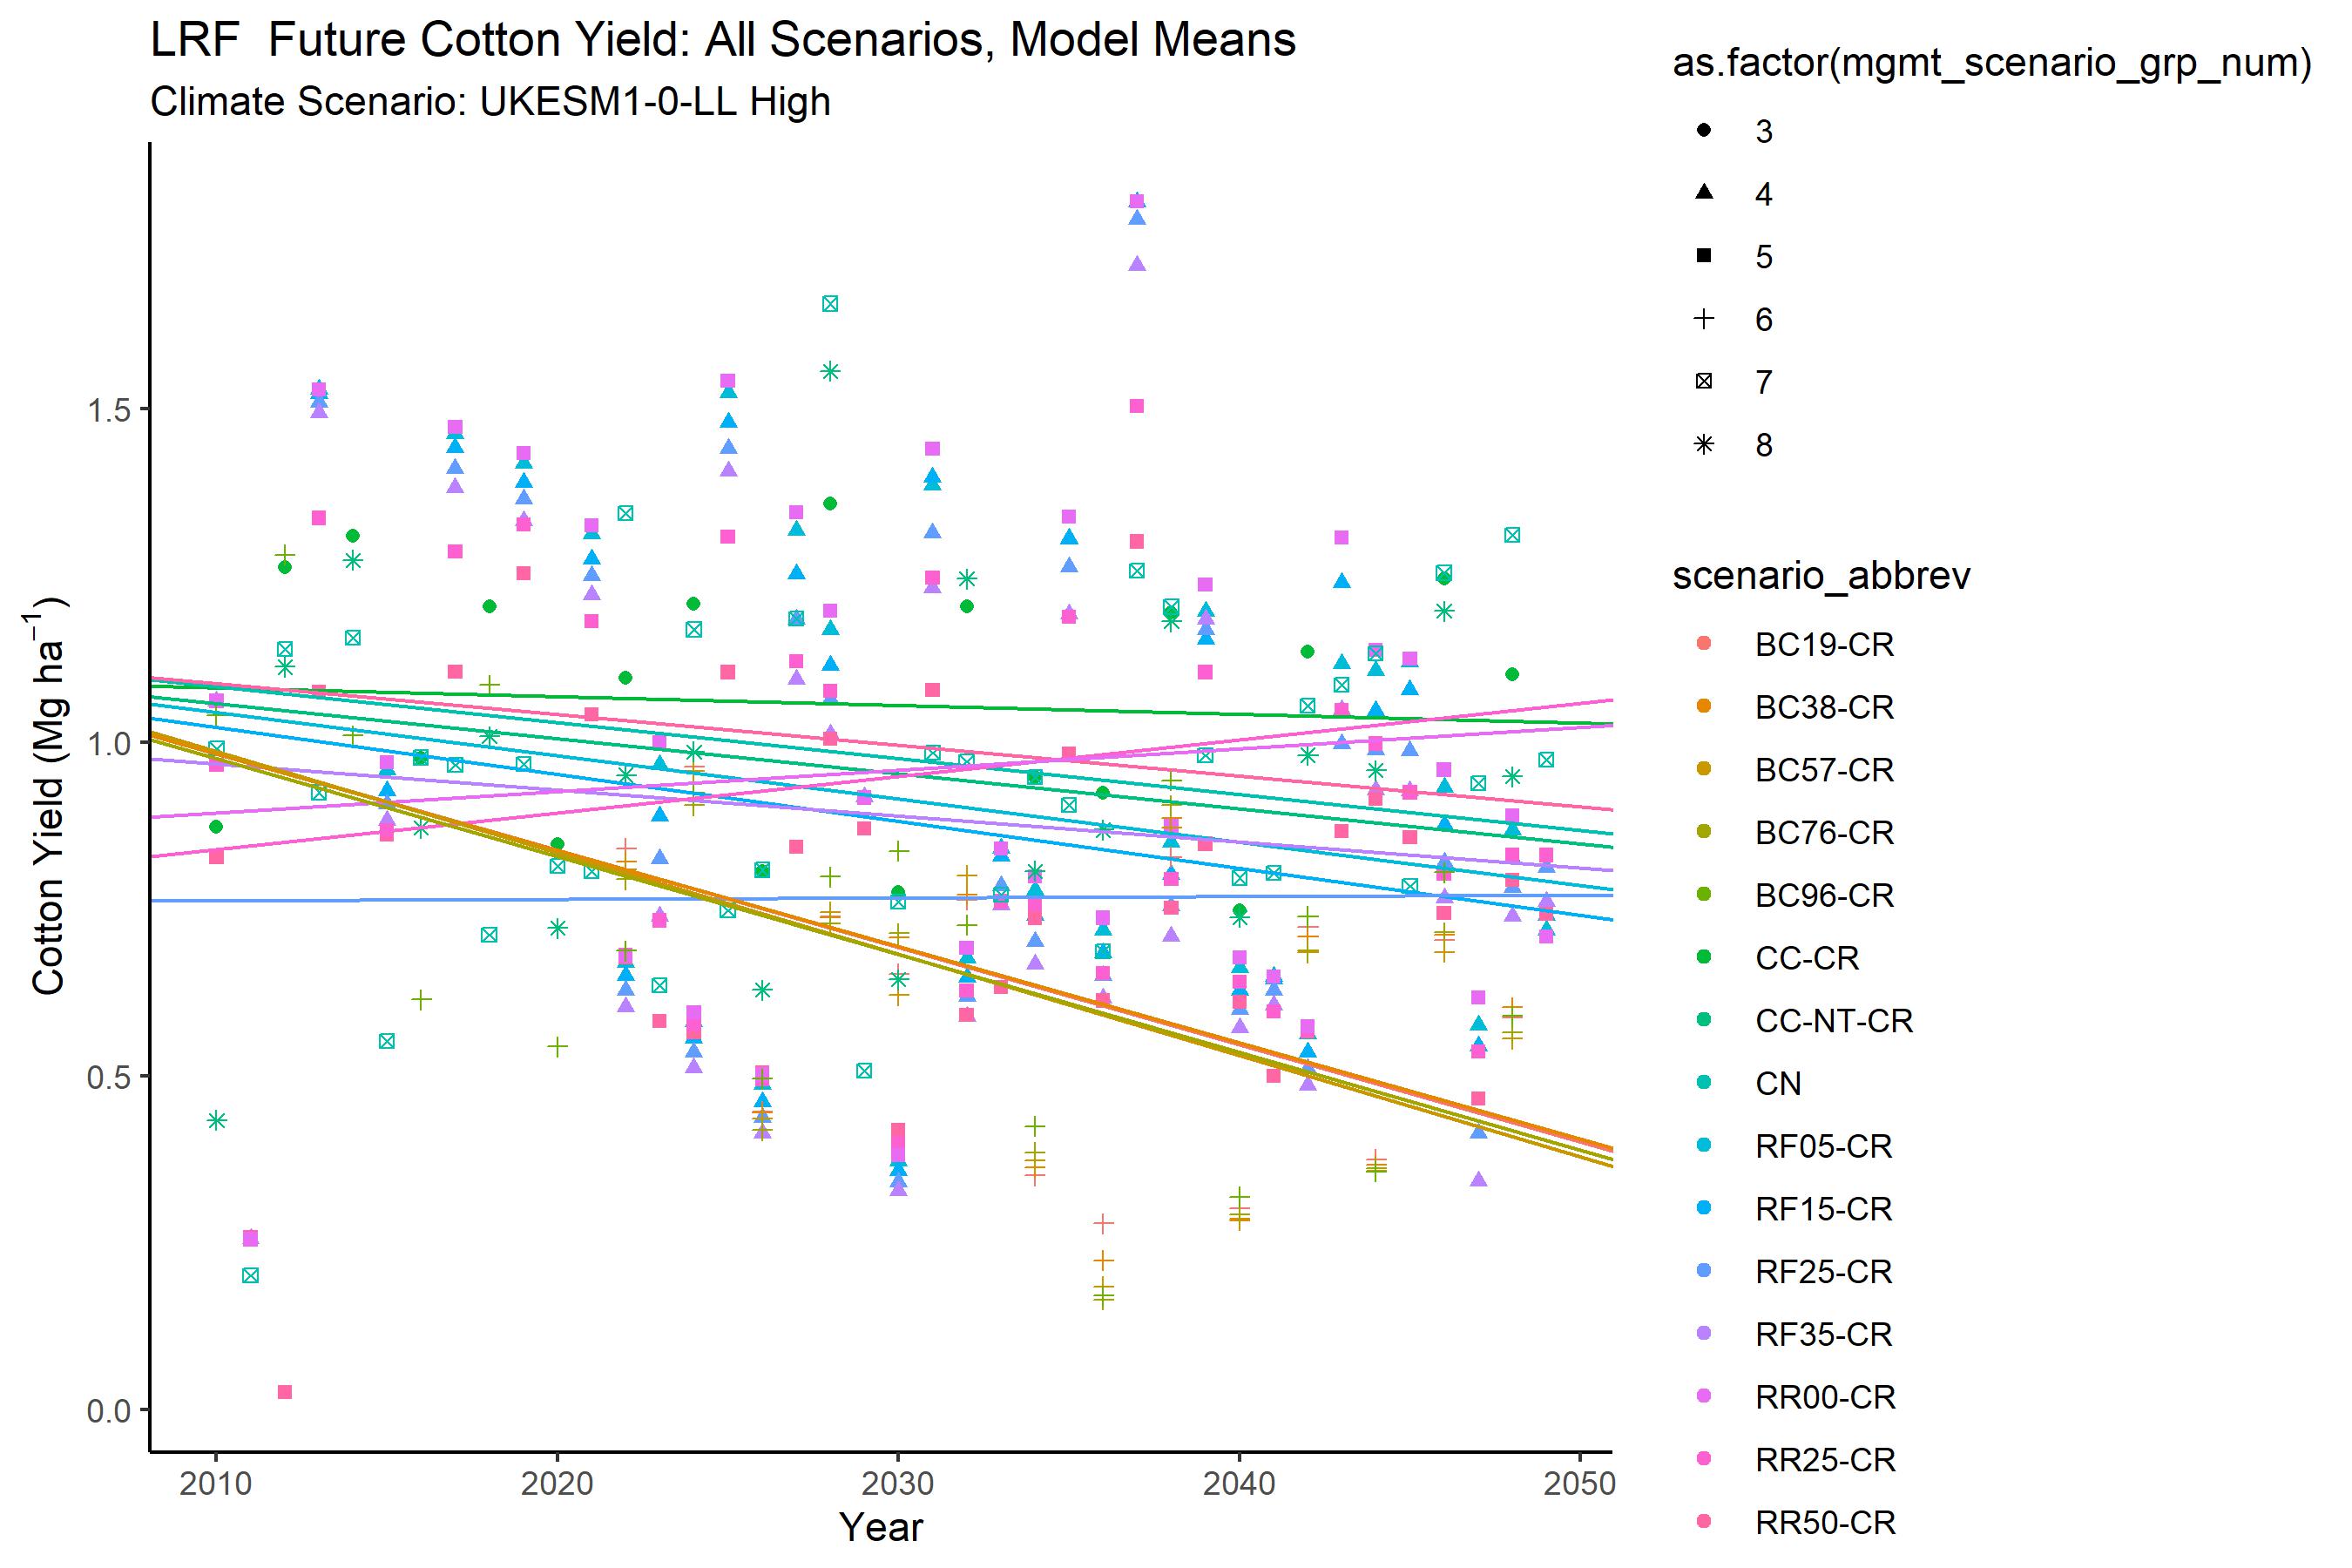 LRF  Future Cotton Yield: All Scenarios, Model Means
Climate Scenario: UKESM1-0-LL High
Cotton Yield (Mg ha⁻¹)
1.5
1.0
0.5
0.0
2010 2020 2030 2040 2050
Year
as.factor(mgmt_scenario_grp_num)
3
4
5
6
7
8
scenario_abbrev
BC19-CR
BC38-CR
BC57-CR
BC76-CR
BC96-CR
CC-CR
CC-NT-CR
CN
RF05-CR
RF15-CR
RF25-CR
RF35-CR
RR00-CR
RR25-CR
RR50-CR